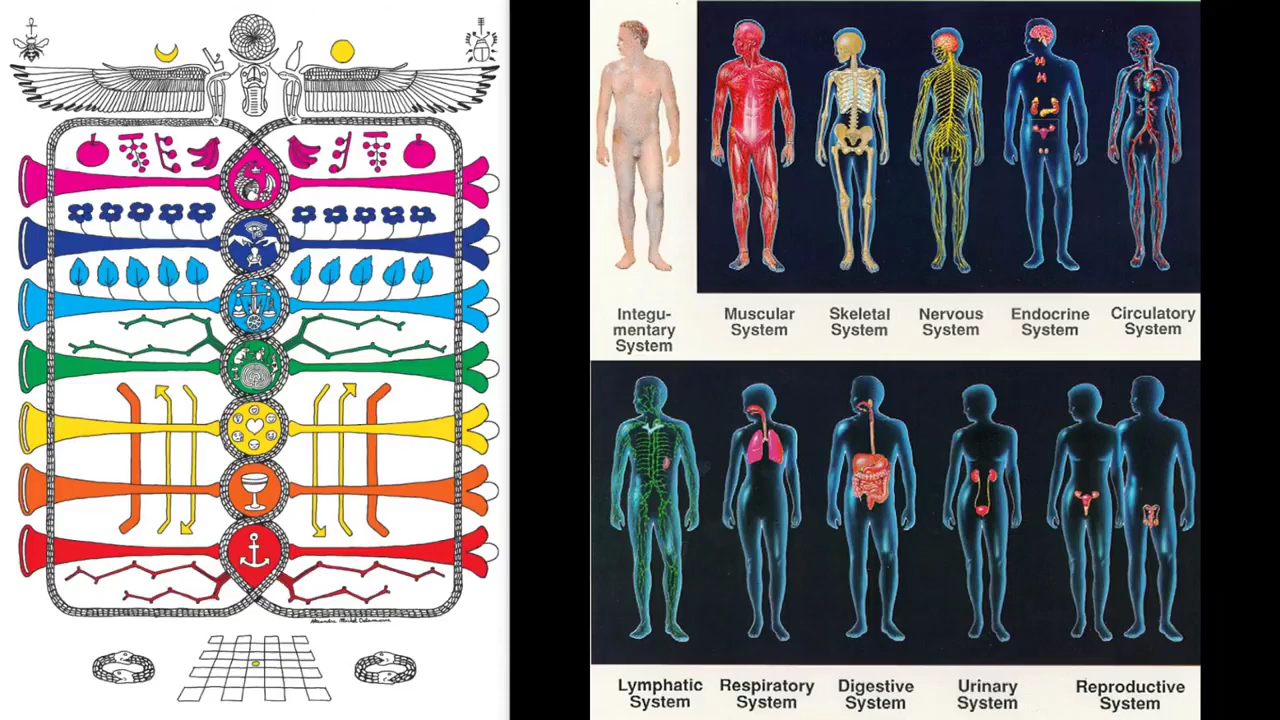 Integu-
mentary
System
Muscular
System
Skeletal
System
Nervous
System
Endocrine
System
Circulatory
System
Lymphatic
System
Respiratory
System
Digestive
System
Urinary
System
Reproductive
System